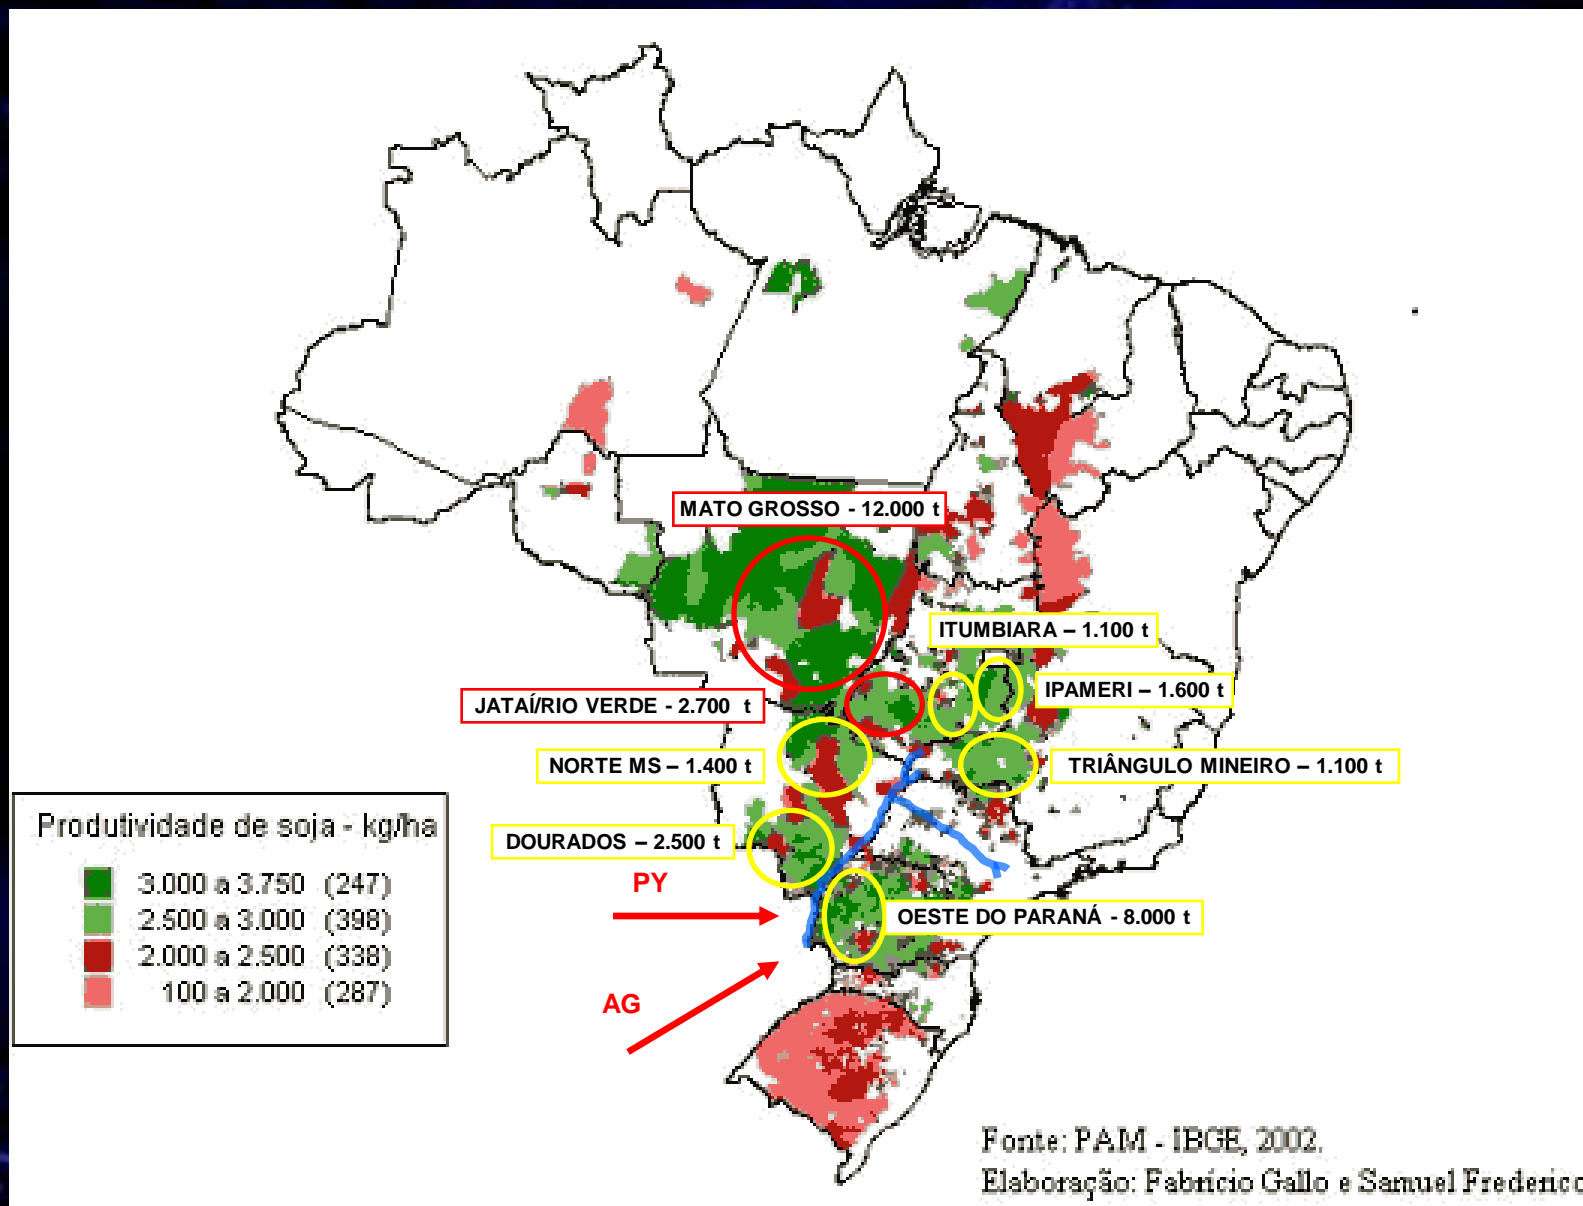 MATO GROSSO - 12.000 t
ITUMBIARA – 1.100 t
IPAMERI – 1.600 t
JATAÍ/RIO VERDE - 2.700 t
NORTE MS – 1.400 t
TRIÂNGULO MINEIRO – 1.100 t
DOURADOS – 2.500 t
PY
OESTE DO PARANÁ - 8.000 t
AG
Produtividade de soja - kg/ha
3.000 a 3.750 (247)
2.500 a 3.000 (398)
2.000 a 2.500 (338)
100 a 2.000 (287)
Fonte: PAM - IBGE, 2002.
Elaboração: Fabrício Gallo e Samuel Frederico